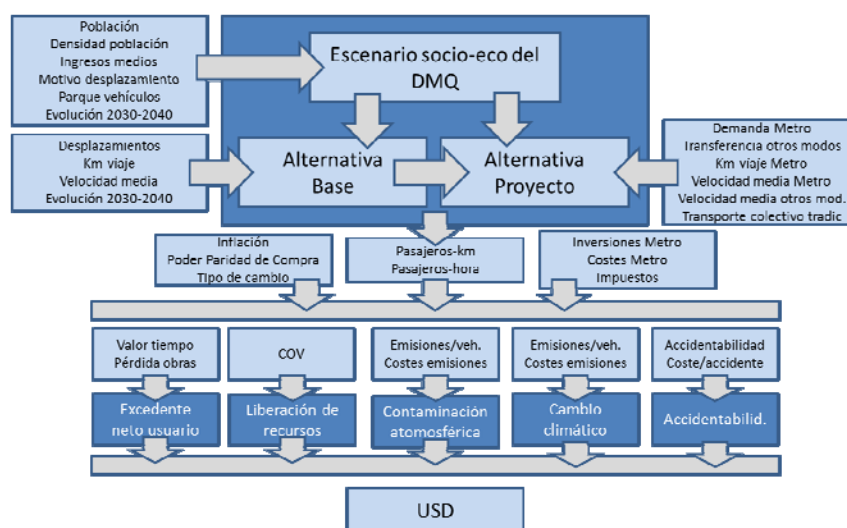 Población
Densidad población
Ingresos medios
Motivo desplazamiento
Parque vehículos
Evolución 2030-2040
Escenario socio-eco del
DMQ
Desplazamientos
Km viaje
Velocidad media
Evolución 2030-2040
Alternativa
Base
Alternativa
Proyecto
Demanda Metro
Transferencia otros modos
Km viaje Metro
Velocidad media Metro
Velocidad media otros mod.
Transporte colectivo tradic
Inflación
Poder Paridad de Compra
Tipo de cambio
Pasajeros-km
Pasajeros-hora
Inversiones Metro
Costes Metro
Impuestos
Valor tiempo
Pérdida obras
COV
Emisiones/veh.
Costes emisiones
Emisiones/veh.
Costes emisiones
Accidentabilidad
Coste/accidente
Excedente
neto usuario
Liberación de
recursos
Contaminación
atomosférica
Cambio
climático
Accidentabilid.
USD